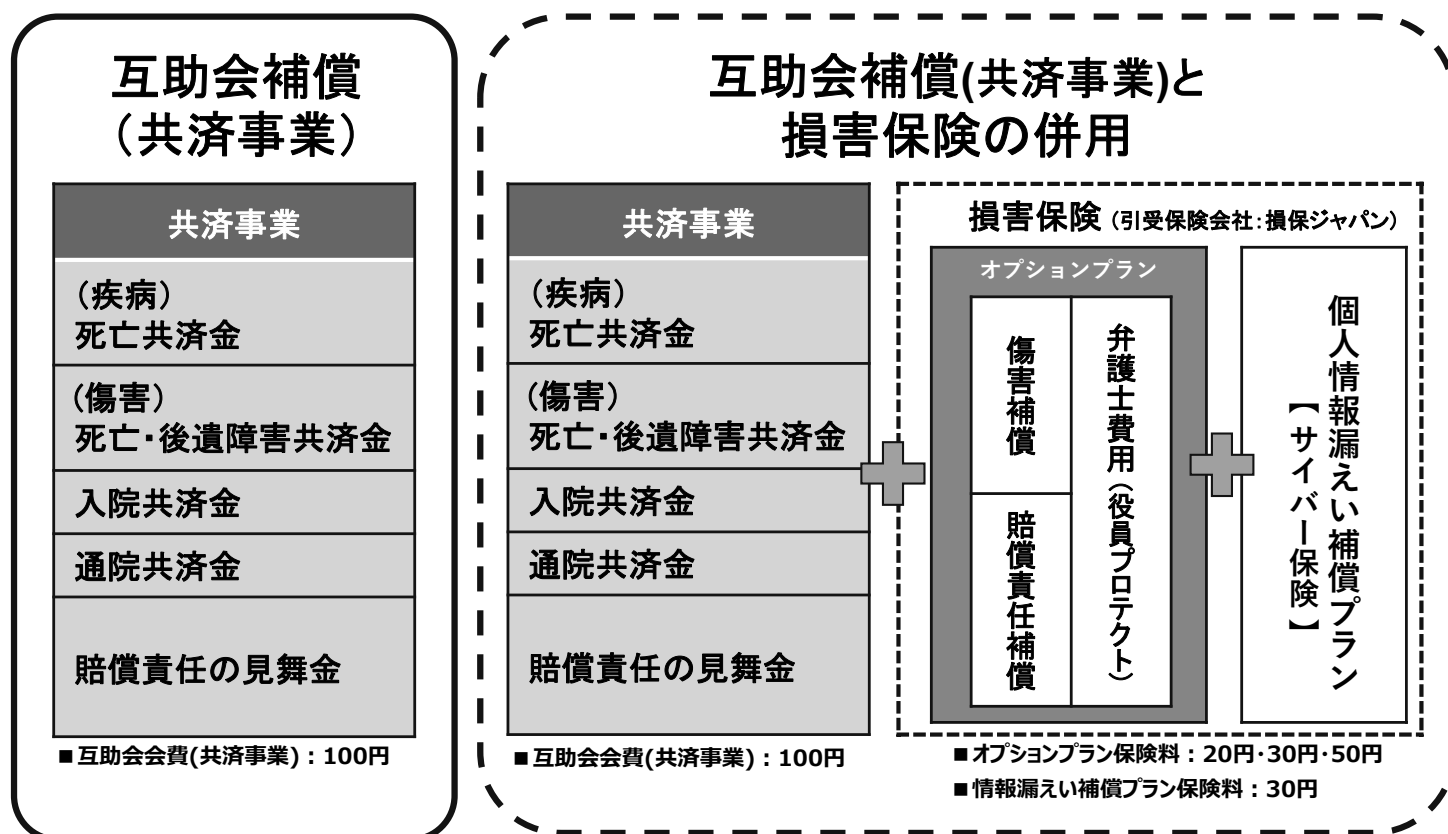 互助会補償
（共済事業）
共済事業
（疾病）
死亡共済金
（傷害）
死亡・後遺障害共済金
入院共済金
通院共済金
賠償責任の見舞金
■互助会会費(共済事業)：100円
互助会補償(共済事業)と
損害保険の併用
共済事業
（疾病）
死亡共済金
（傷害）
死亡・後遺障害共済金
入院共済金
通院共済金
賠償責任の見舞金
■互助会会費(共済事業)：100円
損害保険（引受保険会社：損保ジャパン）
オプションプラン
傷害補償
賠償責任補償
弁護士費用（役員プロテクト）
個人情報漏えい補償プラン
【サイバー保険】
■オプションプラン保険料：20円・30円・50円
■情報漏えい補償プラン保険料：30円